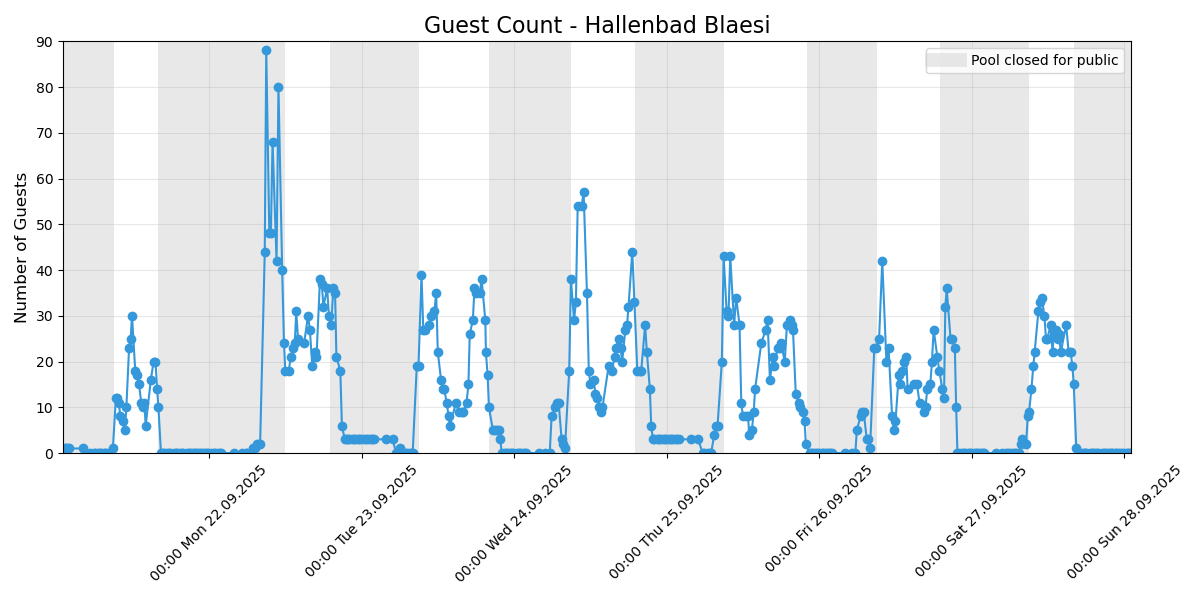 Guest Count - Hallenbad Blaesi
Pool closed for public
Number of Guests
90
80
70
60
50
40
30
20
10
0
00:00 Mon 22.09.2025
00:00 Tue 23.09.2025
00:00 Wed 24.09.2025
00:00 Thu 25.09.2025
00:00 Fri 26.09.2025
00:00 Sat 27.09.2025
00:00 Sun 28.09.2025